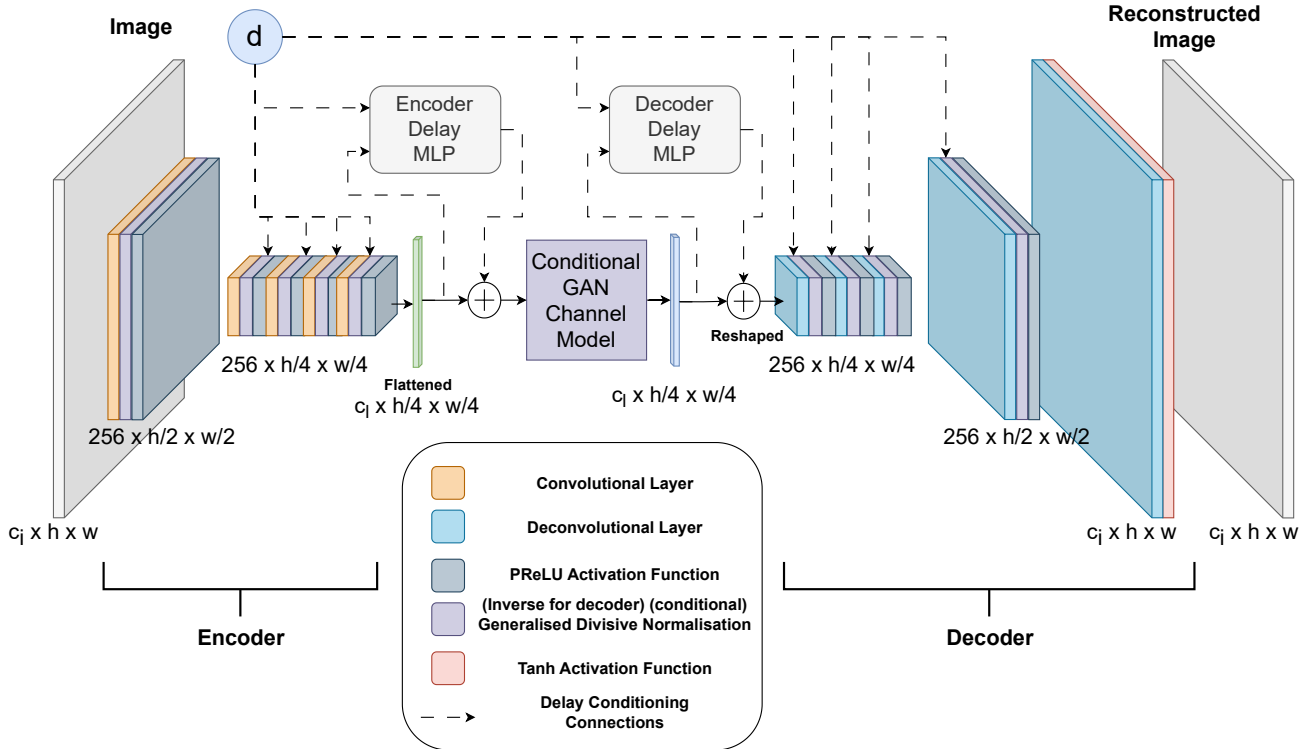 Image
d
Reconstructed
Image
Encoder
Delay
MLP
Decoder
Delay
MLP
Conditional
GAN
Channel
Model
Reshaped
256 x h/4 x w/4
Flattened
c_l x h/4 x w/4
c_l x h/4 x w/4
256 x h/4 x w/4
256 x h/2 x w/2
256 x h/2 x w/2
c_i x h x w
c_i x h x w
c_i x h x w
Encoder
Decoder
Convolutional Layer
Deconvolutional Layer
PReLU Activation Function
(Inverse for decoder) (conditional)
Generalised Divisive Normalisation
Tanh Activation Function
Delay Conditioning
Connections